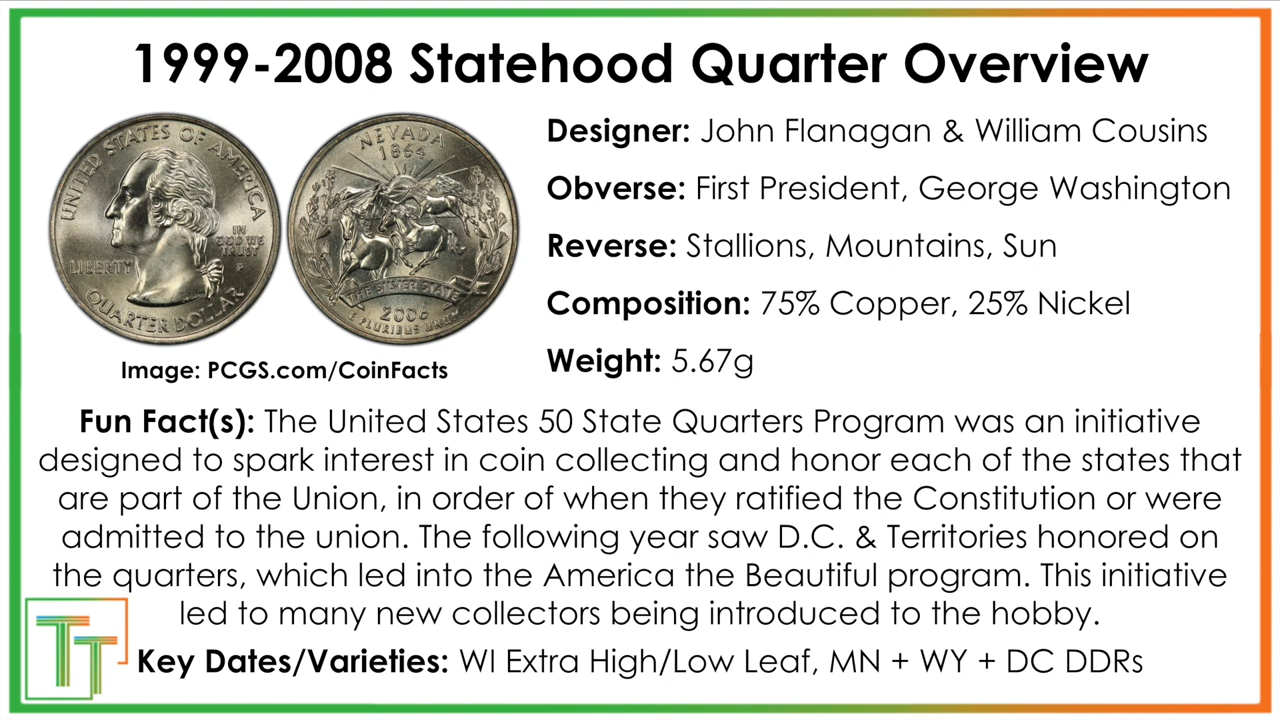 1999-2008 Statehood Quarter Overview
UNITED STATES OF AMERICA
IN
GOD WE
TRUST
P
LIBERTY
QUARTER DOLLAR
NEVADA
1864
THE SILVER STATE
2006
E PLURIBUS UNUM
Image: PCGS.com/CoinFacts
Designer: John Flanagan & William Cousins
Obverse: First President, George Washington
Reverse: Stallions, Mountains, Sun
Composition: 75% Copper, 25% Nickel
Weight: 5.67g
Fun Fact(s): The United States 50 State Quarters Program was an initiative
designed to spark interest in coin collecting and honor each of the states that
are part of the Union, in order of when they ratified the Constitution or were
admitted to the union. The following year saw D.C. & Territories honored on
the quarters, which led into the America the Beautiful program. This initiative
led to many new collectors being introduced to the hobby.
TT
Key Dates/Varieties: WI Extra High/Low Leaf, MN + WY + DC DDRs